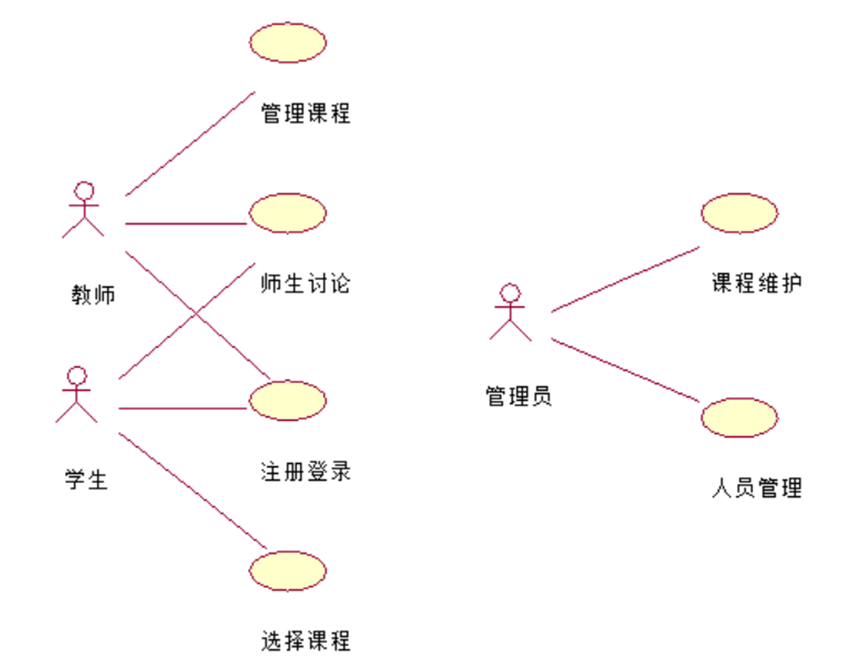 管理课程
师生讨论
教师
注册登录
学生
选择课程
课程维护
管理员
人员管理